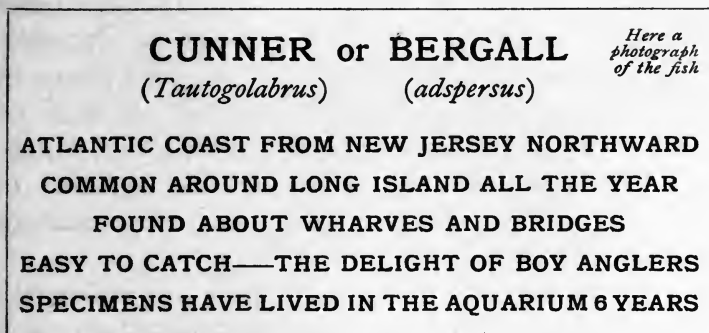 CUNNER or BERGALL
Here a
photograph
of the fish
(Tautogolabrus) (adspersus)
ATLANTIC COAST FROM NEW JERSEY NORTHWARD
COMMON AROUND LONG ISLAND ALL THE YEAR
FOUND ABOUT WHARVES AND BRIDGES
EASY TO CATCH—THE DELIGHT OF BOY ANGLERS
SPECIMENS HAVE LIVED IN THE AQUARIUM 6 YEARS